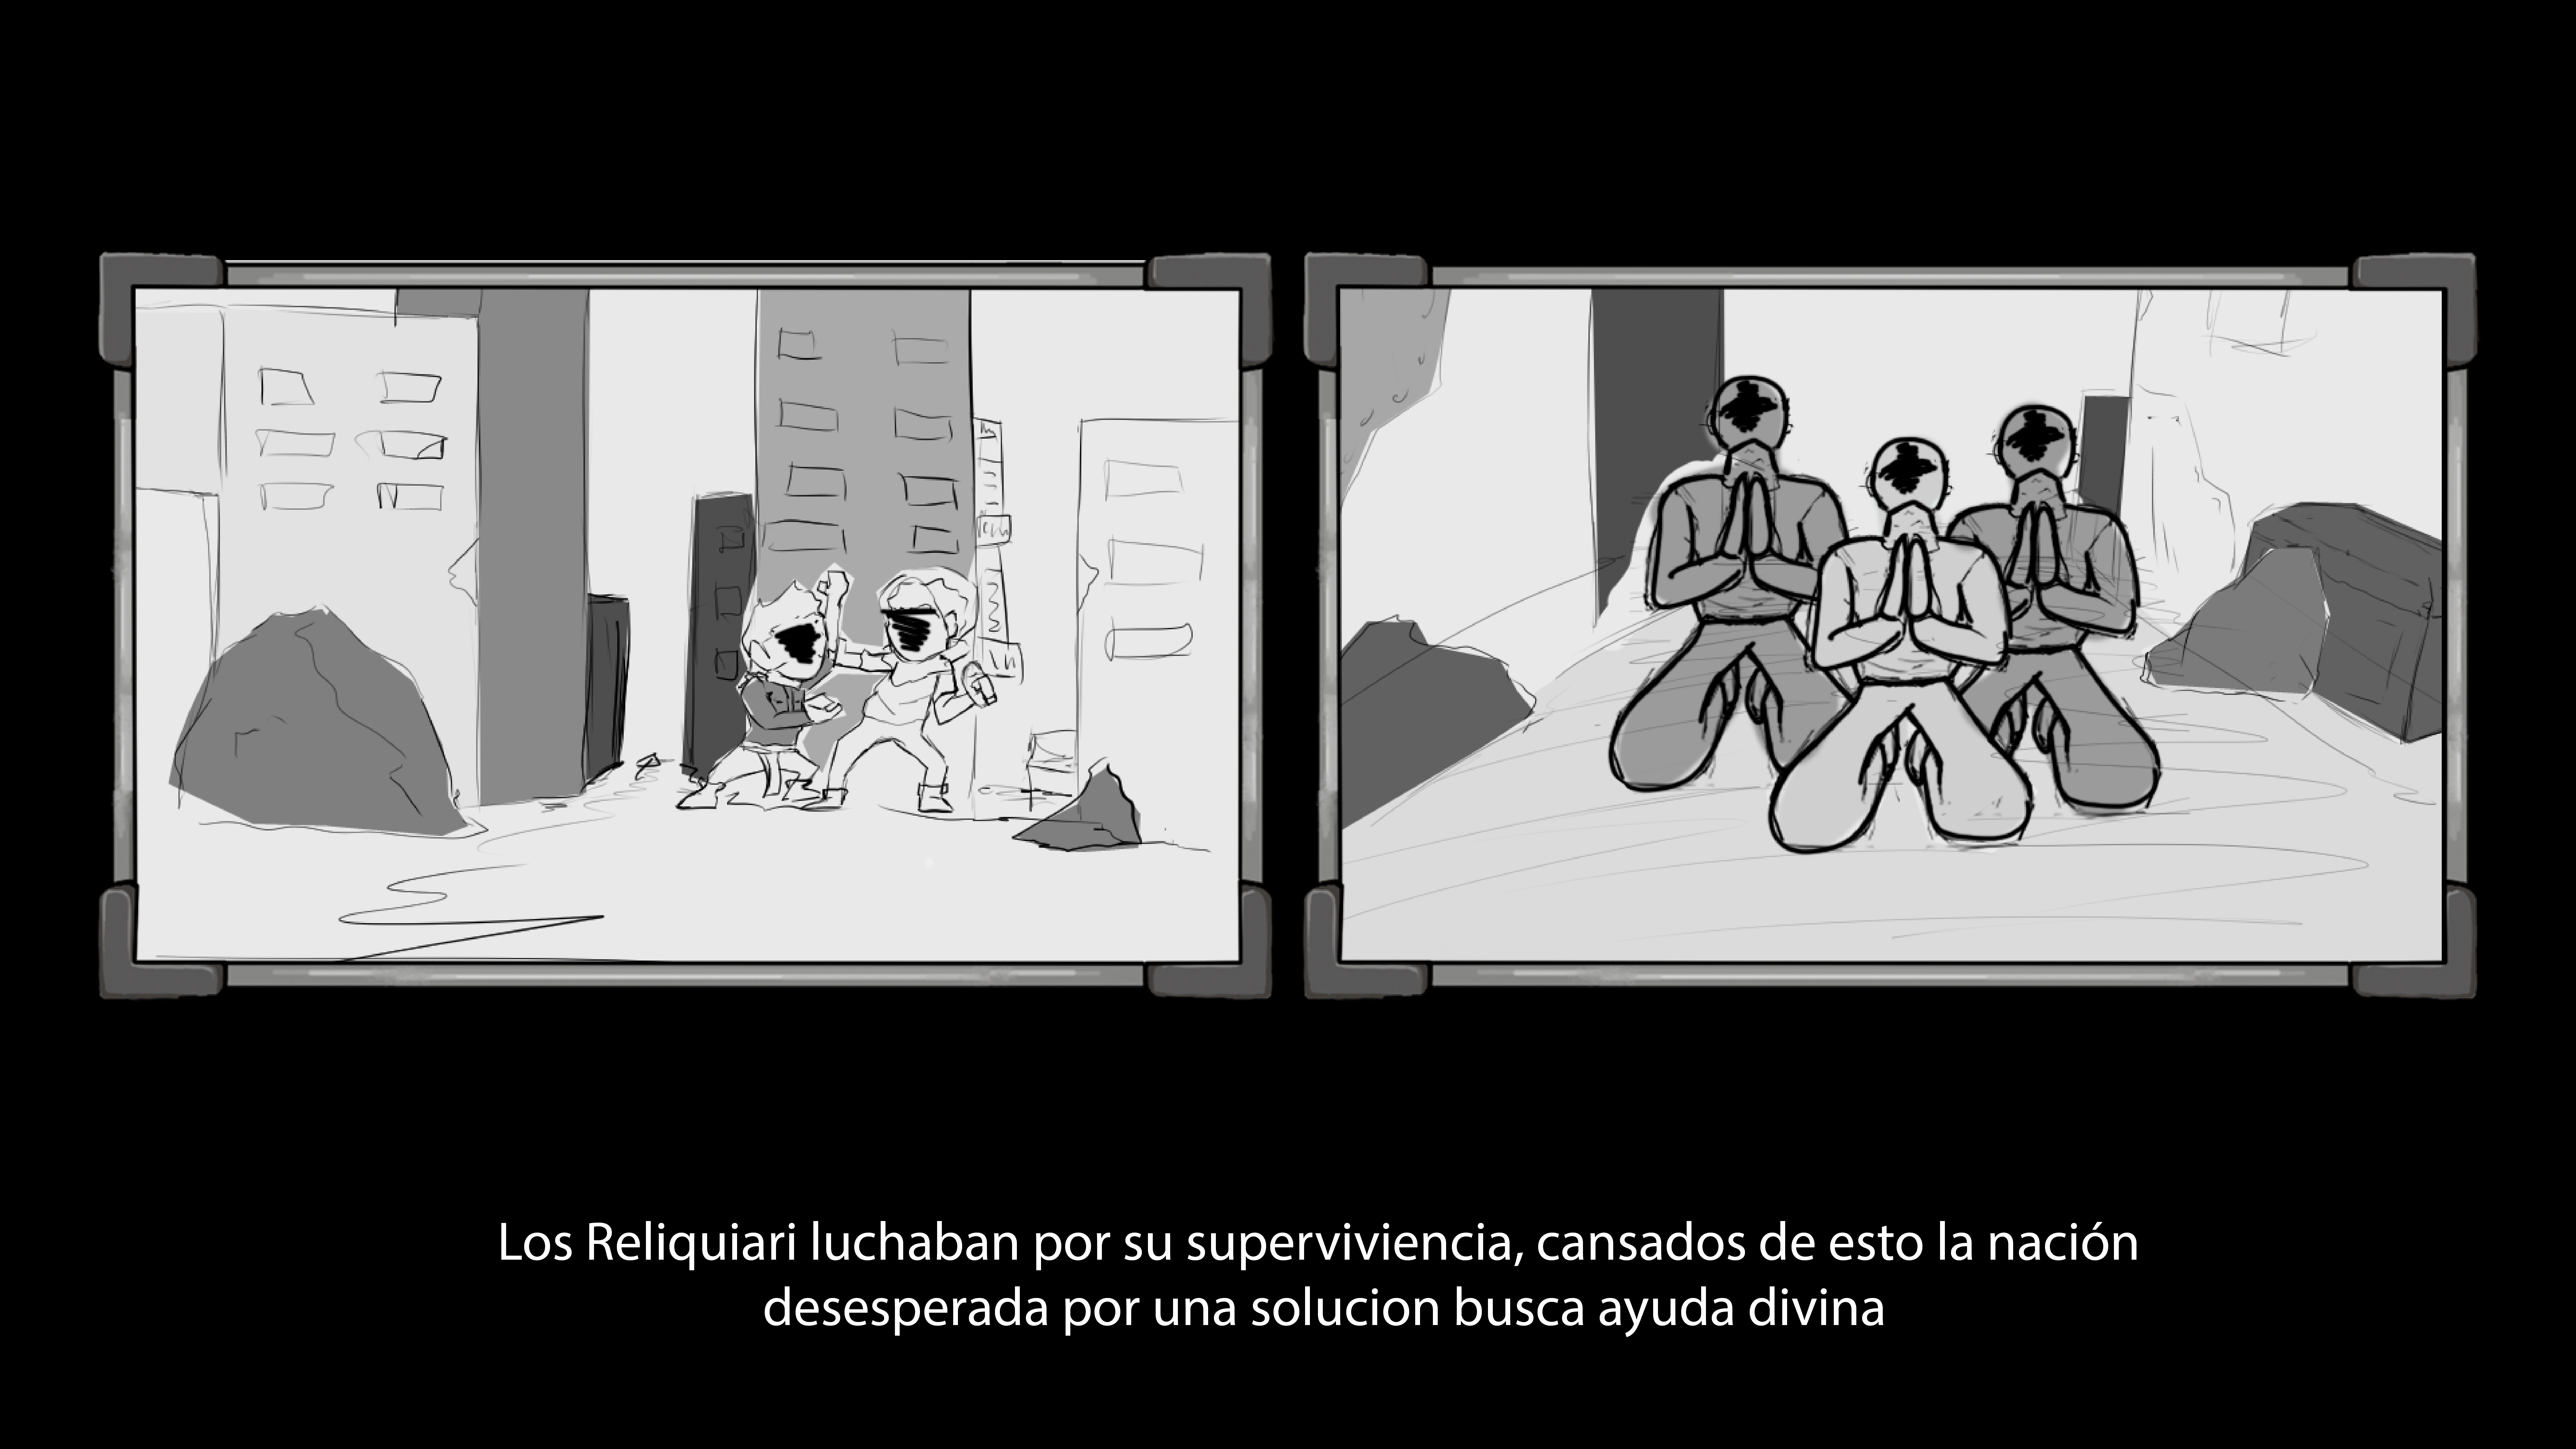 Los Reliquiari luchaban por su superviviencia, cansados de esto la nación
desesperada por una solucion busca ayuda divina